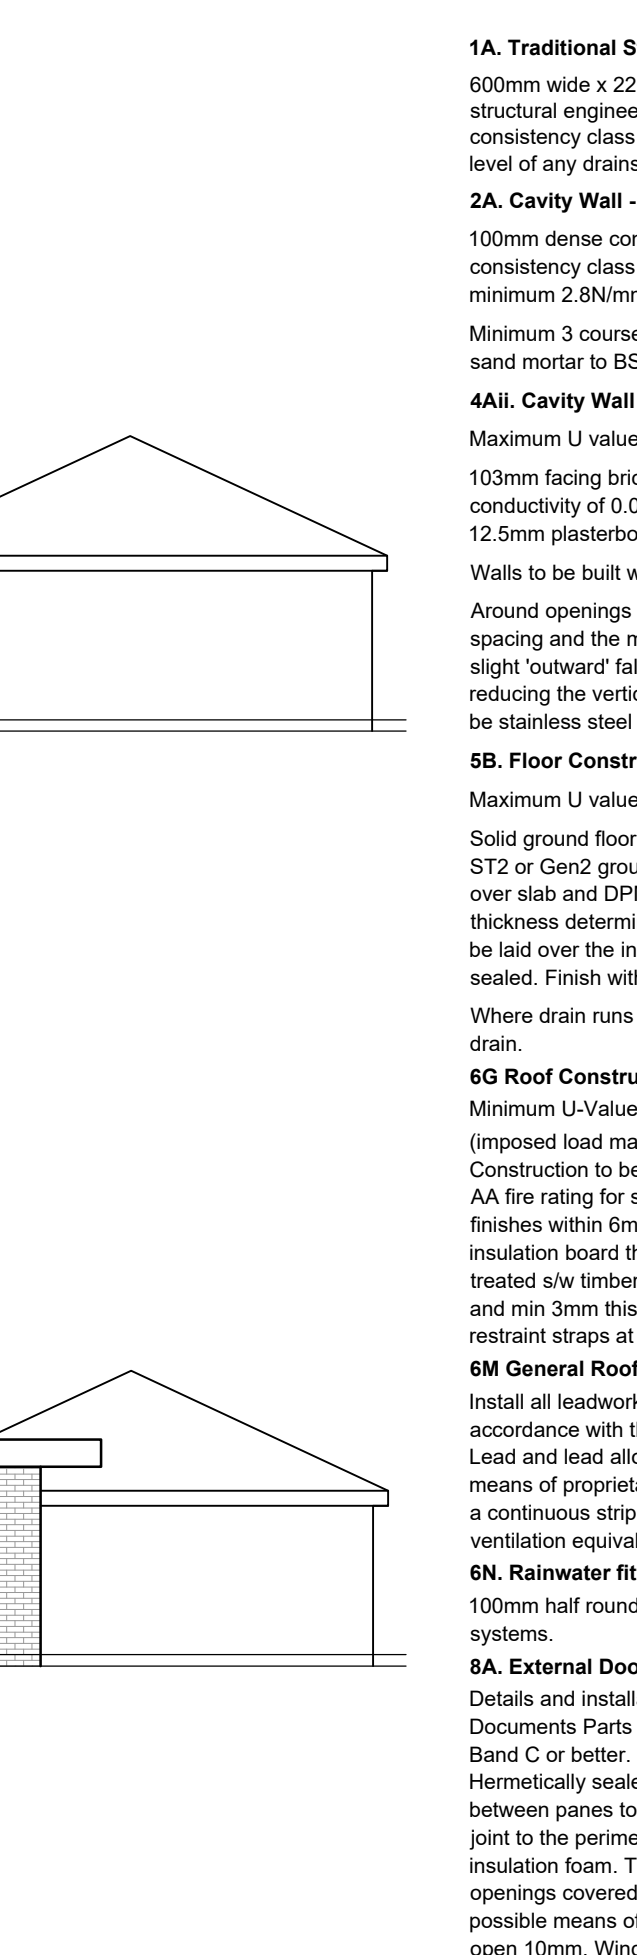 1A. Traditional S
600mm wide x 22
structural enginee
consistency class
level of any drains
2A. Cavity Wall -
100mm dense con
consistency class
minimum 2.8N/mm
Minimum 3 course
sand mortar to BS
4Aii. Cavity Wall
Maximum U value
103mm facing bric
conductivity of 0.0
12.5mm plasterbo
Walls to be built w
Around openings
spacing and the m
slight 'outward' fal
reducing the vertic
be stainless steel
5B. Floor Constr
Maximum U value
Solid ground floor
ST2 or Gen2 grou
over slab and DPM
thickness determi
be laid over the in
sealed. Finish with
Where drain runs
drain.
6G Roof Constru
Minimum U-Value
(imposed load ma
Construction to be
AA fire rating for s
finishes within 6m
insulation board th
treated s/w timber
and min 3mm this
restraint straps at
6M General Roof
Install all leadwork
accordance with th
Lead and lead allo
means of proprieta
a continuous strip
ventilation equival
6N. Rainwater fit
100mm half round
systems.
8A. External Doo
Details and install
Documents Parts
Band C or better.
Hermetically seale
between panes to
joint to the perime
insulation foam. T
openings covered
possible means of
open 10mm. Wind